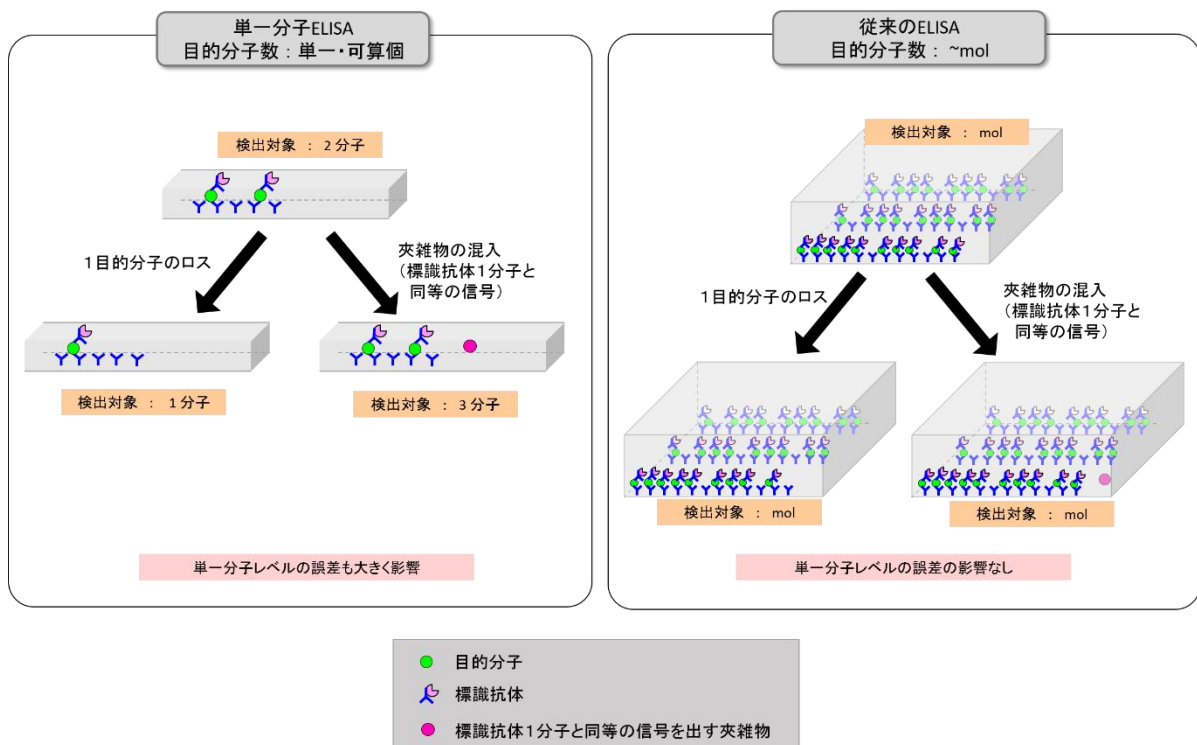 単一分子ELISA
目的分子数：単一・可算個
検出対象 ： 2 分子
1目的分子のロス
夾雑物の混入
（標識抗体1分子と
同等の信号）
検出対象 ： 1 分子
検出対象 ： 3 分子
単一分子レベルの誤差も大きく影響
従来のELISA
目的分子数： ~mol
検出対象 ： mol
1目的分子のロス
夾雑物の混入
（標識抗体1分子と
同等の信号）
検出対象 ： mol
検出対象 ： mol
単一分子レベルの誤差の影響なし
目的分子
標識抗体
標識抗体1分子と同等の信号を出す夾雑物